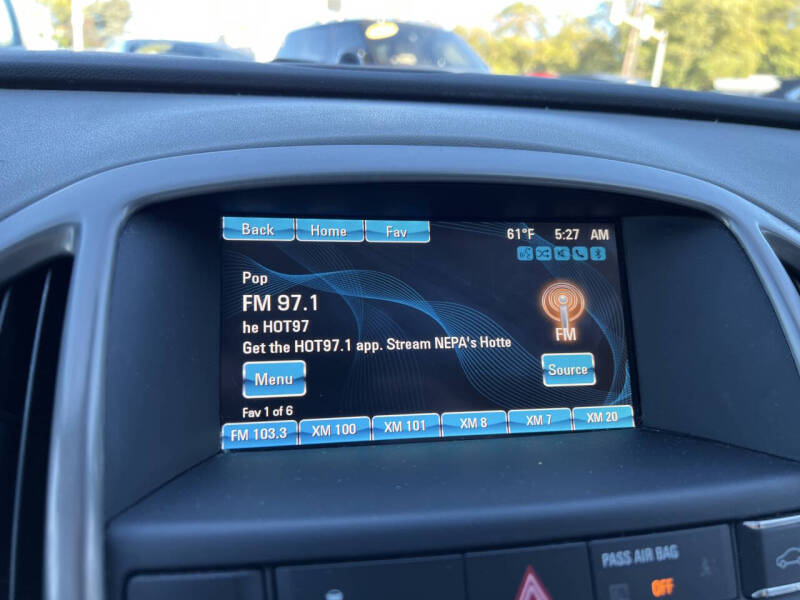 Back Home Fav 61°F 5:27 AM
Pop
FM 97.1
he HOT97
Get the HOT97.1 app. Stream NEPA's Hotte
FM
Menu
Source
Fav 1 of 6
FM 103.3 XM 100 XM 101 XM 8 XM 7 XM 20
PASS AIR BAG
OFF